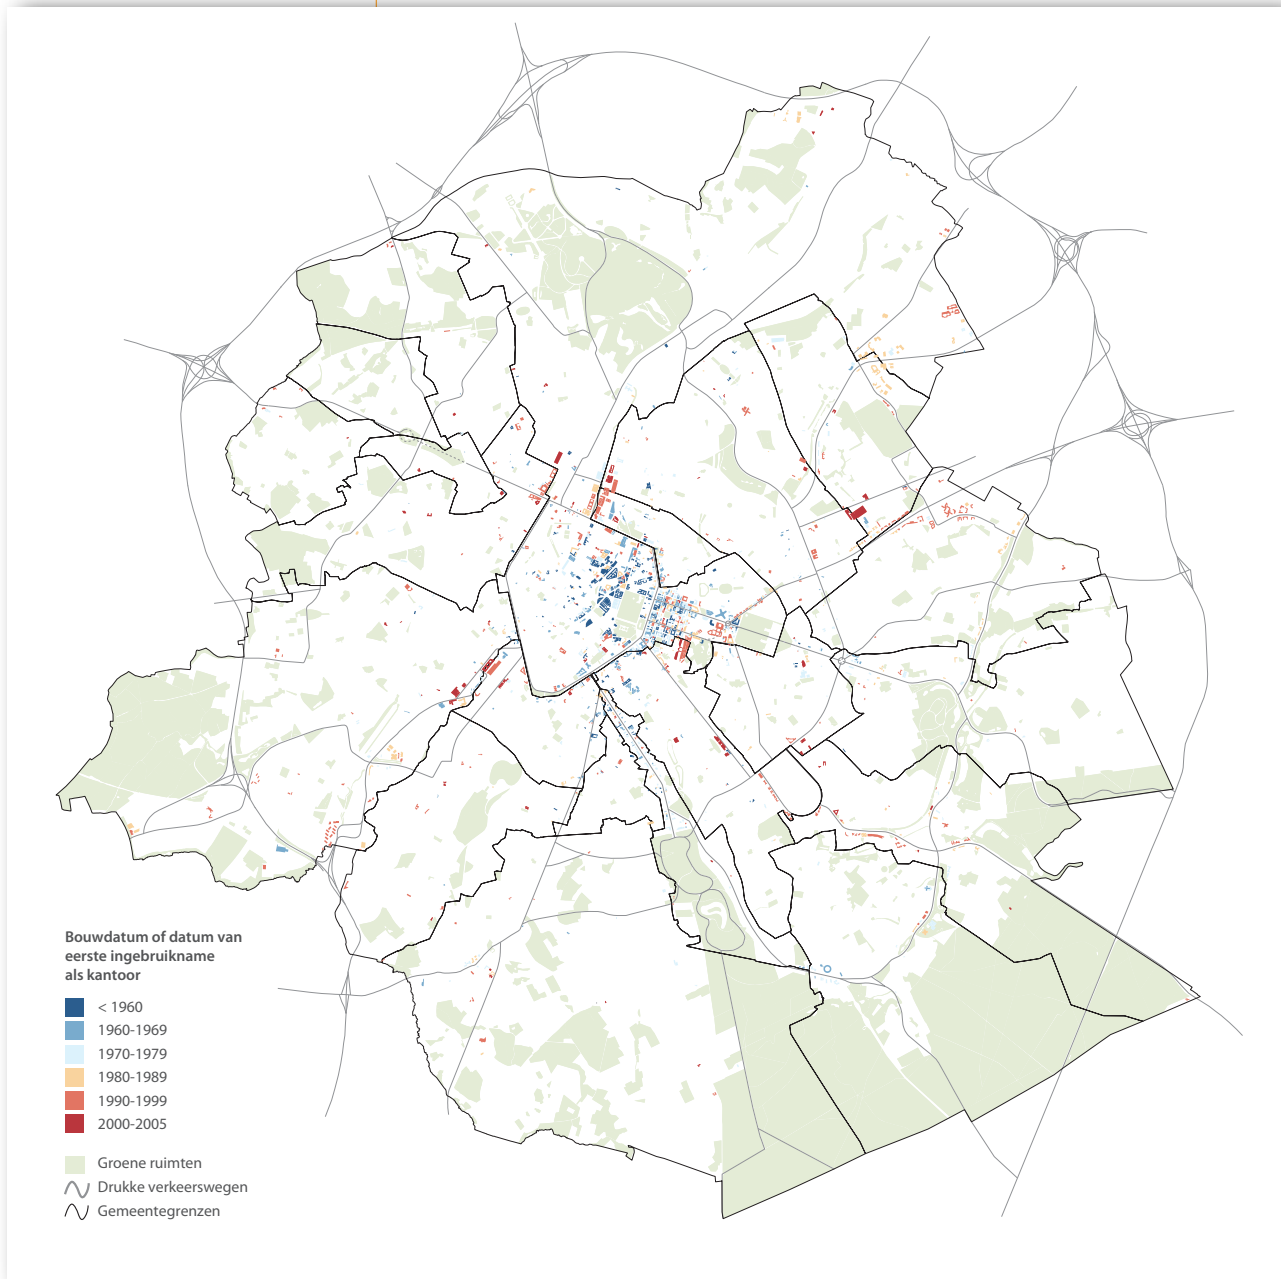 Bouwdatum of datum van
eerste ingebruikname
als kantoor
< 1960
1960-1969
1970-1979
1980-1989
1990-1999
2000-2005
Groene ruimten
Drukke verkeerswegen
Gemeentegrenzen